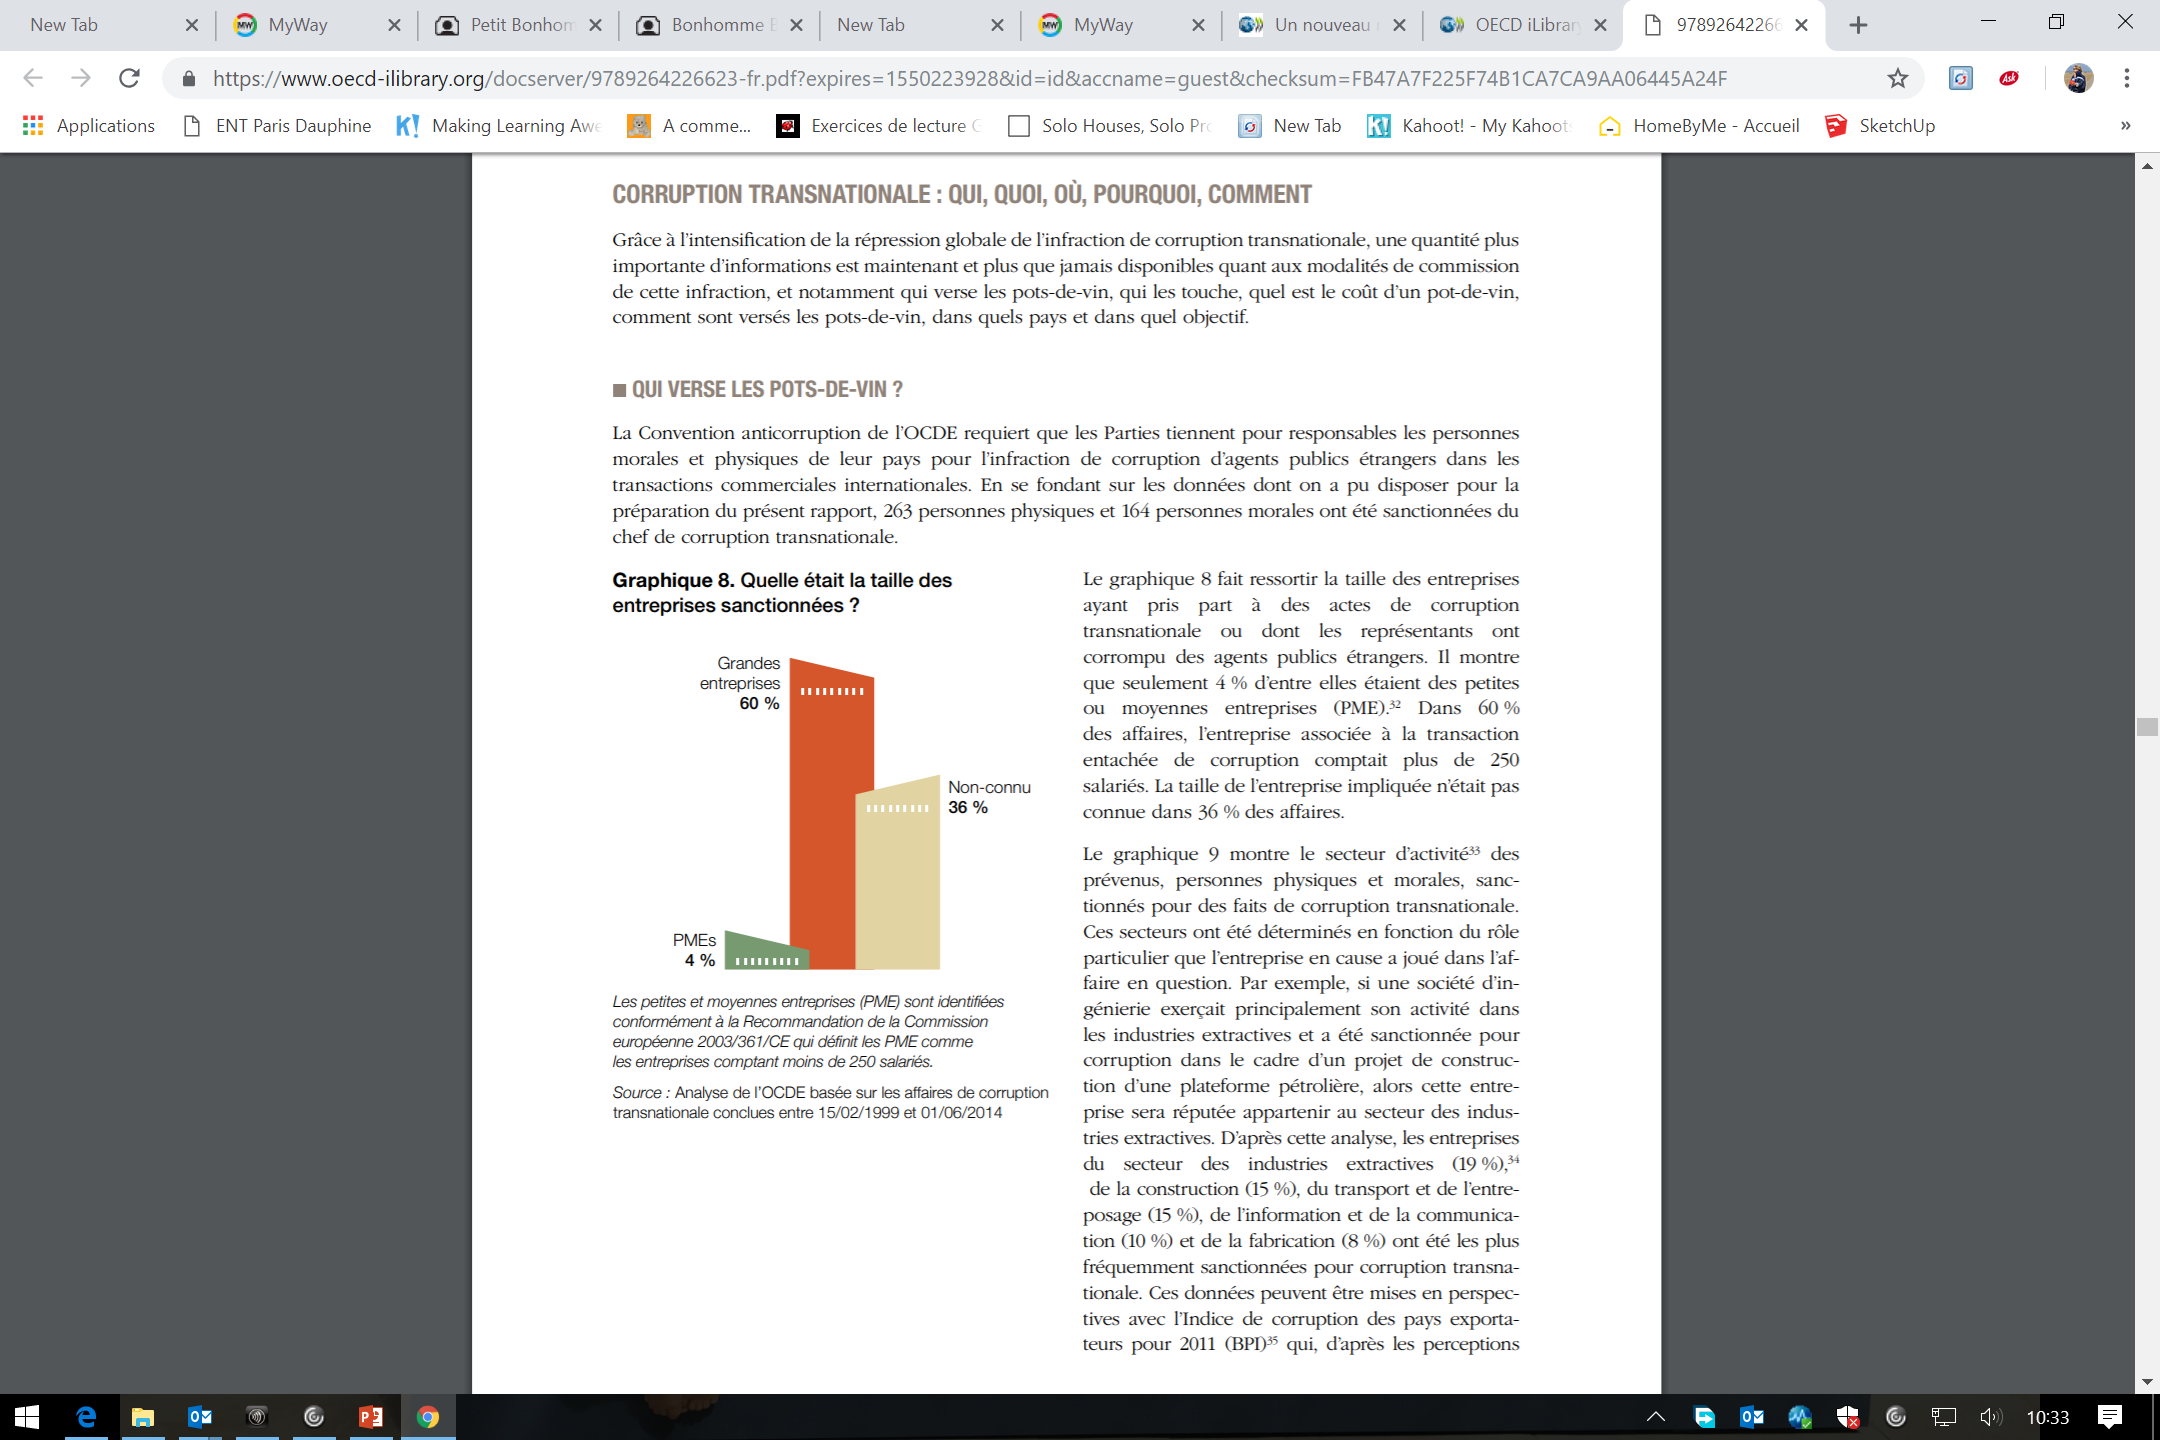 New Tab
MyWay
Petit Bonhom
Bonhomme
New Tab
MyWay
Un nouveau
OECD iLibrar
9789264226
https://www.oecd-ilibrary.org/docserver/9789264226623-fr.pdf?expires=1550223928&id=id&accname=guest&checksum=FB47A7F225F74B1CA7CA9AA06445A24F
Ask
Applications
ENT Paris Dauphine
K!
Making Learning Awe
A comme...
Exercices de lecture
Solo Houses, Solo Pr
New Tab
K!
Kahoot! - My Kahoot
HomeByMe - Accueil
SketchUp
»
CORRUPTION TRANSNATIONALE : QUI, QUOI, OÙ, POURQUOI, COMMENT
Grâce à l'intensification de la répression globale de l'infraction de corruption transnationale, une quantité plus
importante d'informations est maintenant et plus que jamais disponibles quant aux modalités de commission
de cette infraction, et notamment qui verse les pots-de-vin, qui les touche, quel est le coût d'un pot-de-vin,
comment sont versés les pots-de-vin, dans quels pays et dans quel objectif.
■ QUI VERSE LES POTS-DE-VIN ?
La Convention anticorruption de l'OCDE requiert que les Parties tiennent pour responsables les personnes
morales et physiques de leur pays pour l'infraction de corruption d'agents publics étrangers dans les
transactions commerciales internationales. En se fondant sur les données dont on a pu disposer pour la
préparation du présent rapport, 263 personnes physiques et 164 personnes morales ont été sanctionnées du
chef de corruption transnationale.
Graphique 8. Quelle était la taille des
entreprises sanctionnées ?
Grandes
entreprises
60 %
Non-connu
36 %
PMEs
4 %
Les petites et moyennes entreprises (PME) sont identifiées
conformément à la Recommandation de la Commission
européenne 2003/361/CE qui définit les PME comme
les entreprises comptant moins de 250 salariés.
Source : Analyse de l'OCDE basée sur les affaires de corruption
transnationale conclues entre 15/02/1999 et 01/06/2014
Le graphique 8 fait ressortir la taille des entreprises
ayant pris part à des actes de corruption
transnationale ou dont les représentants ont
corrompu des agents publics étrangers. Il montre
que seulement 4 % d'entre elles étaient des petites
ou moyennes entreprises (PME).32 Dans 60 %
des affaires, l'entreprise associée à la transaction
entachée de corruption comptait plus de 250
salariés. La taille de l'entreprise impliquée n'était pas
connue dans 36 % des affaires.
Le graphique 9 montre le secteur d'activité33 des
prévenus, personnes physiques et morales, sanc-
tionnés pour des faits de corruption transnationale.
Ces secteurs ont été déterminés en fonction du rôle
particulier que l'entreprise en cause a joué dans l'af-
faire en question. Par exemple, si une société d'in-
génierie exerçait principalement son activité dans
les industries extractives et a été sanctionnée pour
corruption dans le cadre d'un projet de construc-
tion d'une plateforme pétrolière, alors cette entre-
prise sera réputée appartenir au secteur des indus-
tries extractives. D'après cette analyse, les entreprises
du secteur des industries extractives (19 %),34
de la construction (15 %), du transport et de l'entre-
posage (15 %), de l'information et de la communica-
tion (10 %) et de la fabrication (8 %) ont été les plus
fréquemment sanctionnées pour corruption transna-
tionale. Ces données peuvent être mises en perspec-
tives avec l'Indice de corruption des pays exporta-
teurs pour 2011 (BPI)35 qui, d'après les perceptions
10:33